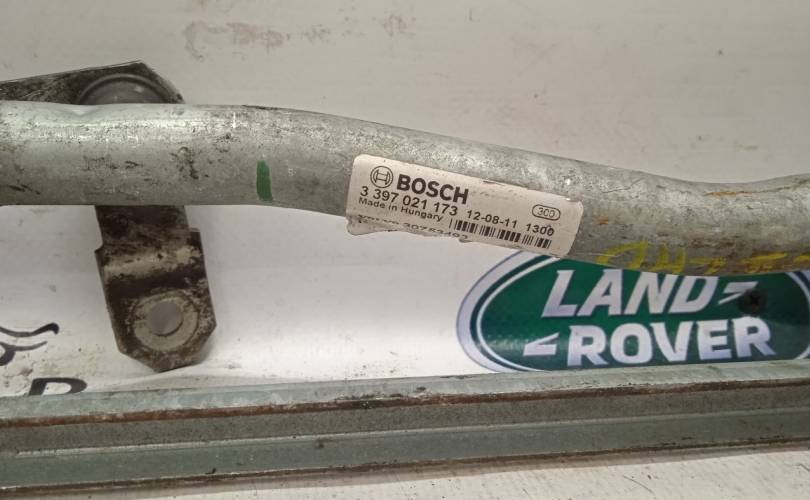 BOSCH
3 397 021 173 12-08-11 1300
Made in Hungary
300
LAND
ROVER